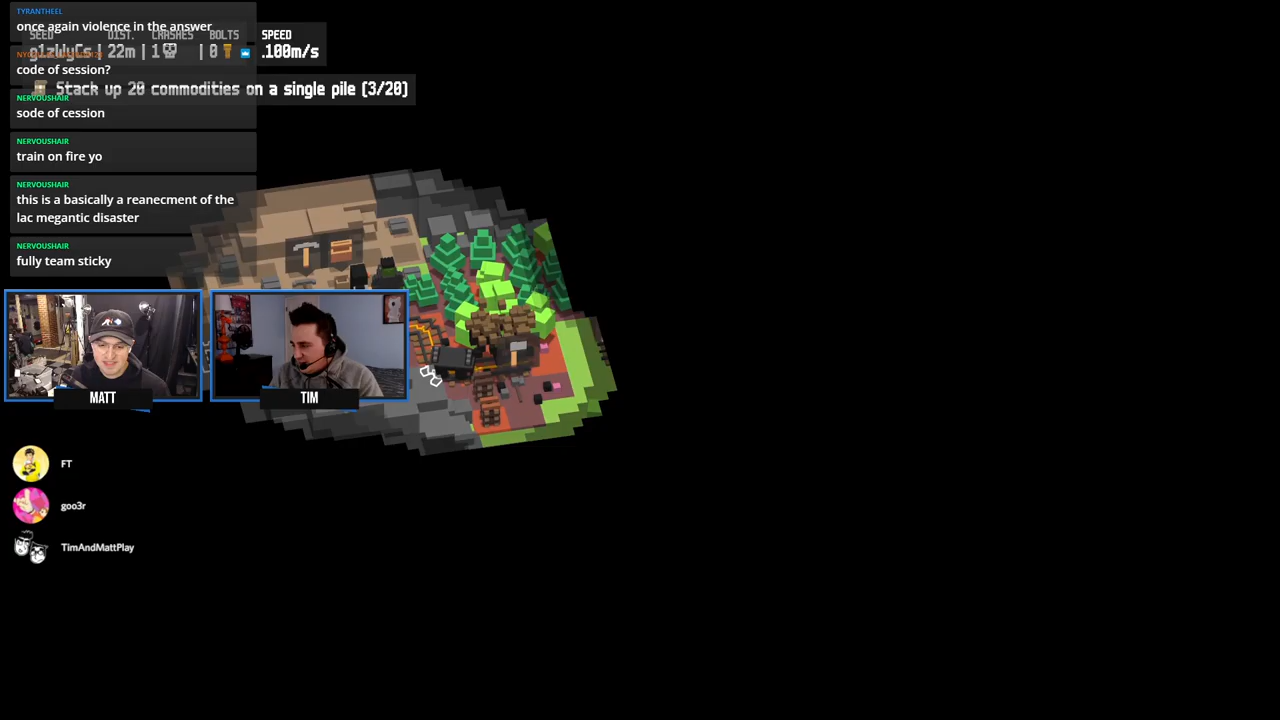 TYRANTHEEL
once again violence in the answer
SEED DIST. CRASHES BOLTS SPEED
g1zWyCs | 22m | 1 | 0 .100m/s
code of session?
Stack up 20 commodities on a single pile (3/20)
NERVOUSHAIR
sode of cession
NERVOUSHAIR
train on fire yo
NERVOUSHAIR
this is a basically a reanecment of the
lac megantic disaster
NERVOUSHAIR
fully team sticky
MATT
TIM
FT
goo3r
TimAndMattPlay